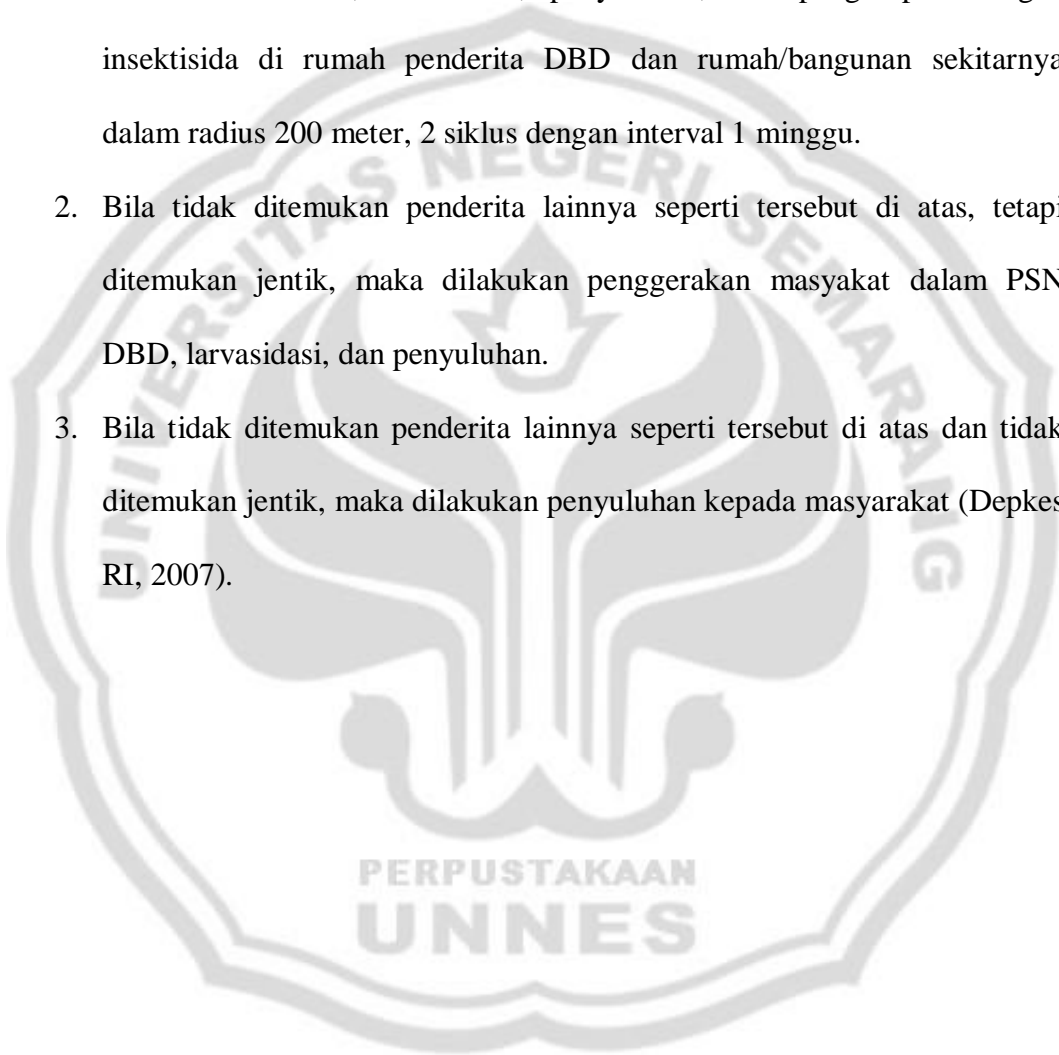 insektisida di rumah penderita DBD dan rumah/bangunan sekitarnya
dalam radius 200 meter, 2 siklus dengan interval 1 minggu.
2. Bila tidak ditemukan penderita lainnya seperti tersebut di atas, tetapi
ditemukan jentik, maka dilakukan penggerakan masyakat dalam PSN
DBD, larvasidasi, dan penyuluhan.
3. Bila tidak ditemukan penderita lainnya seperti tersebut di atas dan tidak
ditemukan jentik, maka dilakukan penyuluhan kepada masyarakat (Depkes
RI, 2007).
UNIVERSITAS NEGERI SEMARANG
PERPUSTAKAAN
UNNES